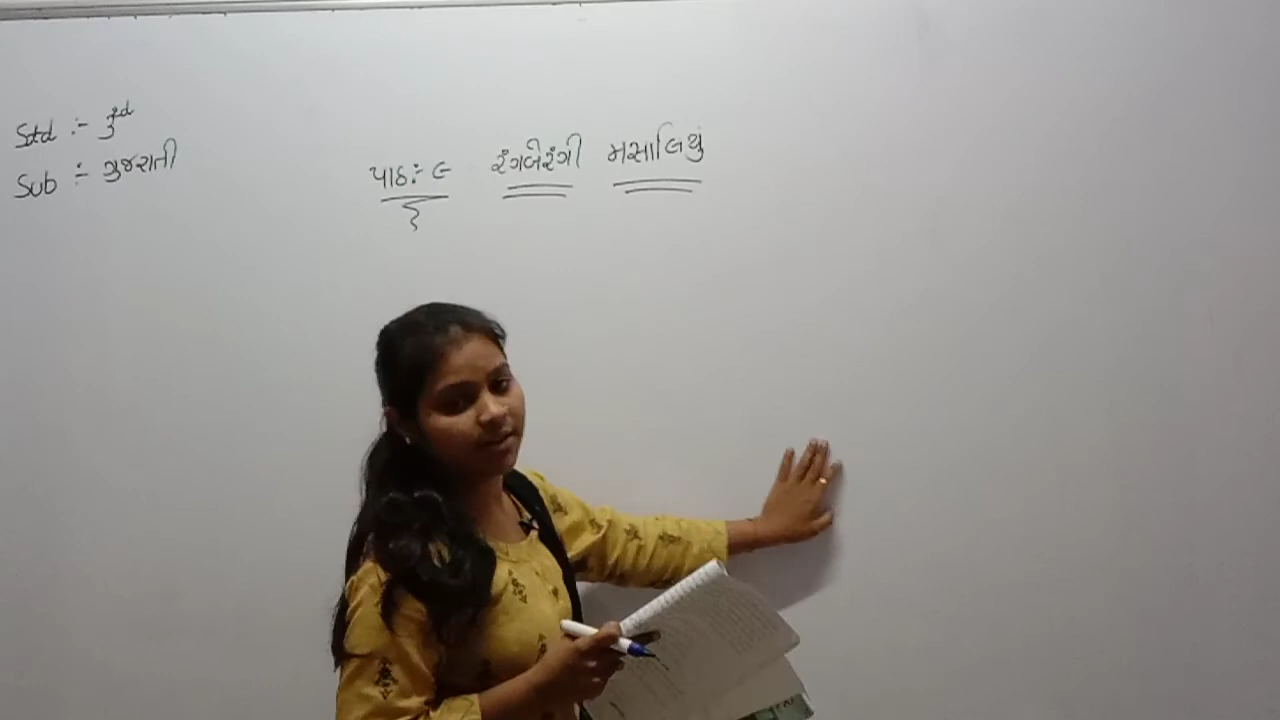 Std :- 3rd
Sub :- ગુજરાતી
પાઠ:- ૯ રંગબેરંગી મસાલિયું